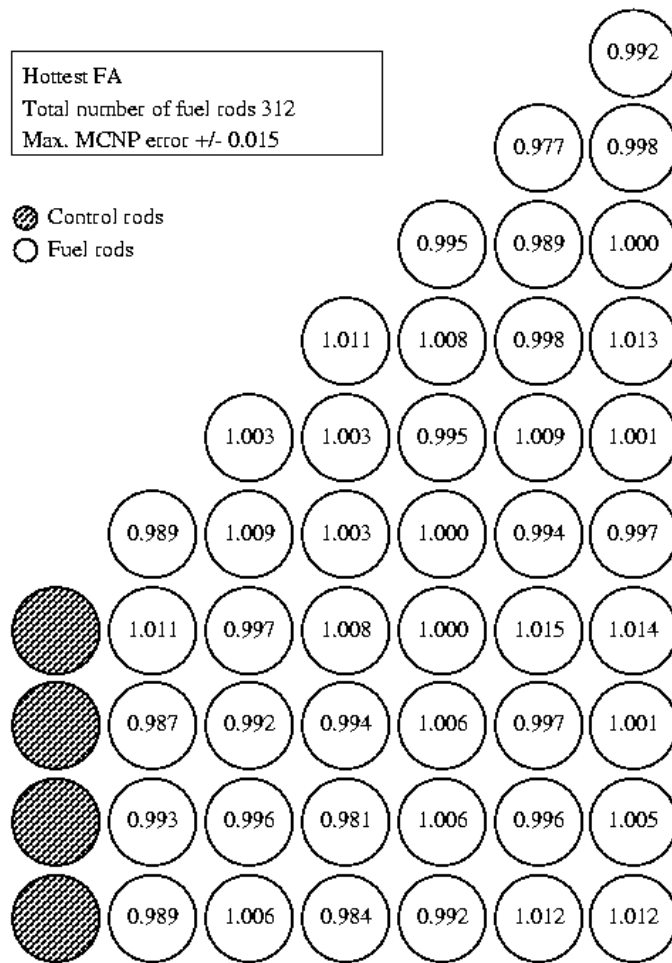 0.992
Hottest FA
Total number of fuel rods 312
Max. MCNP error +/- 0.015
0.977 0.998
Control rods
Fuel rods
0.995 0.989 1.000
1.011 1.008 0.998 1.013
1.003 1.003 0.995 1.009 1.001
0.989 1.009 1.003 1.000 0.994 0.997
1.011 0.997 1.008 1.000 1.015 1.014
0.987 0.992 0.994 1.006 0.997 1.001
0.993 0.996 0.981 1.006 0.996 1.005
0.989 1.006 0.984 0.992 1.012 1.012